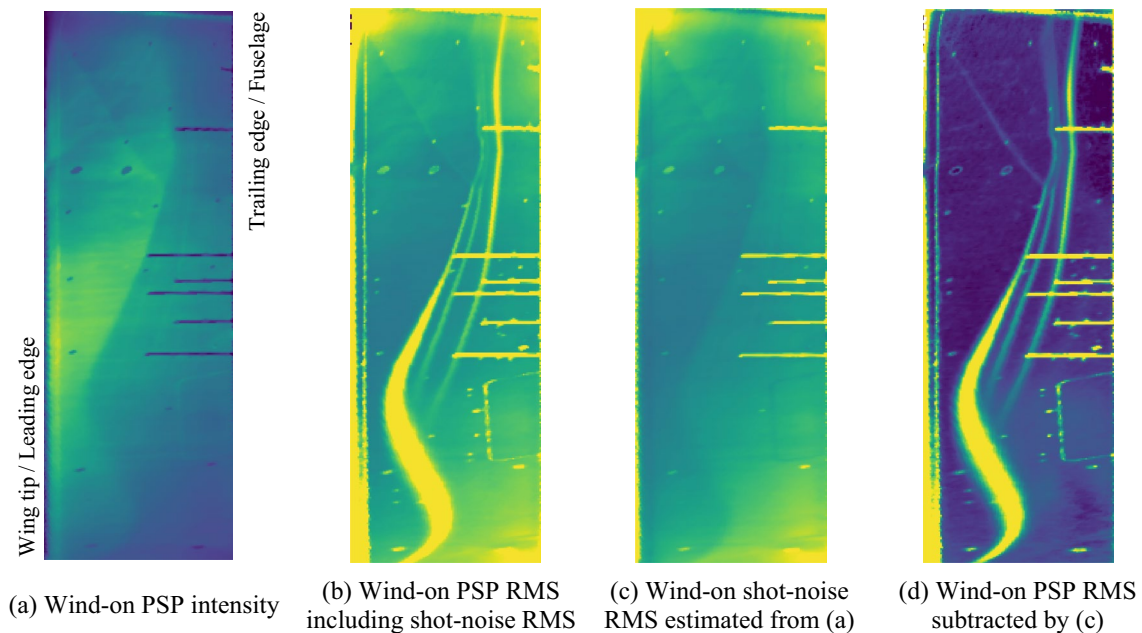 Wing tip / Leading edge
Trailing edge / Fuselage
(a) Wind-on PSP intensity
(b) Wind-on PSP RMS
including shot-noise RMS
(c) Wind-on shot-noise
RMS estimated from (a)
(d) Wind-on PSP RMS
subtracted by (c)